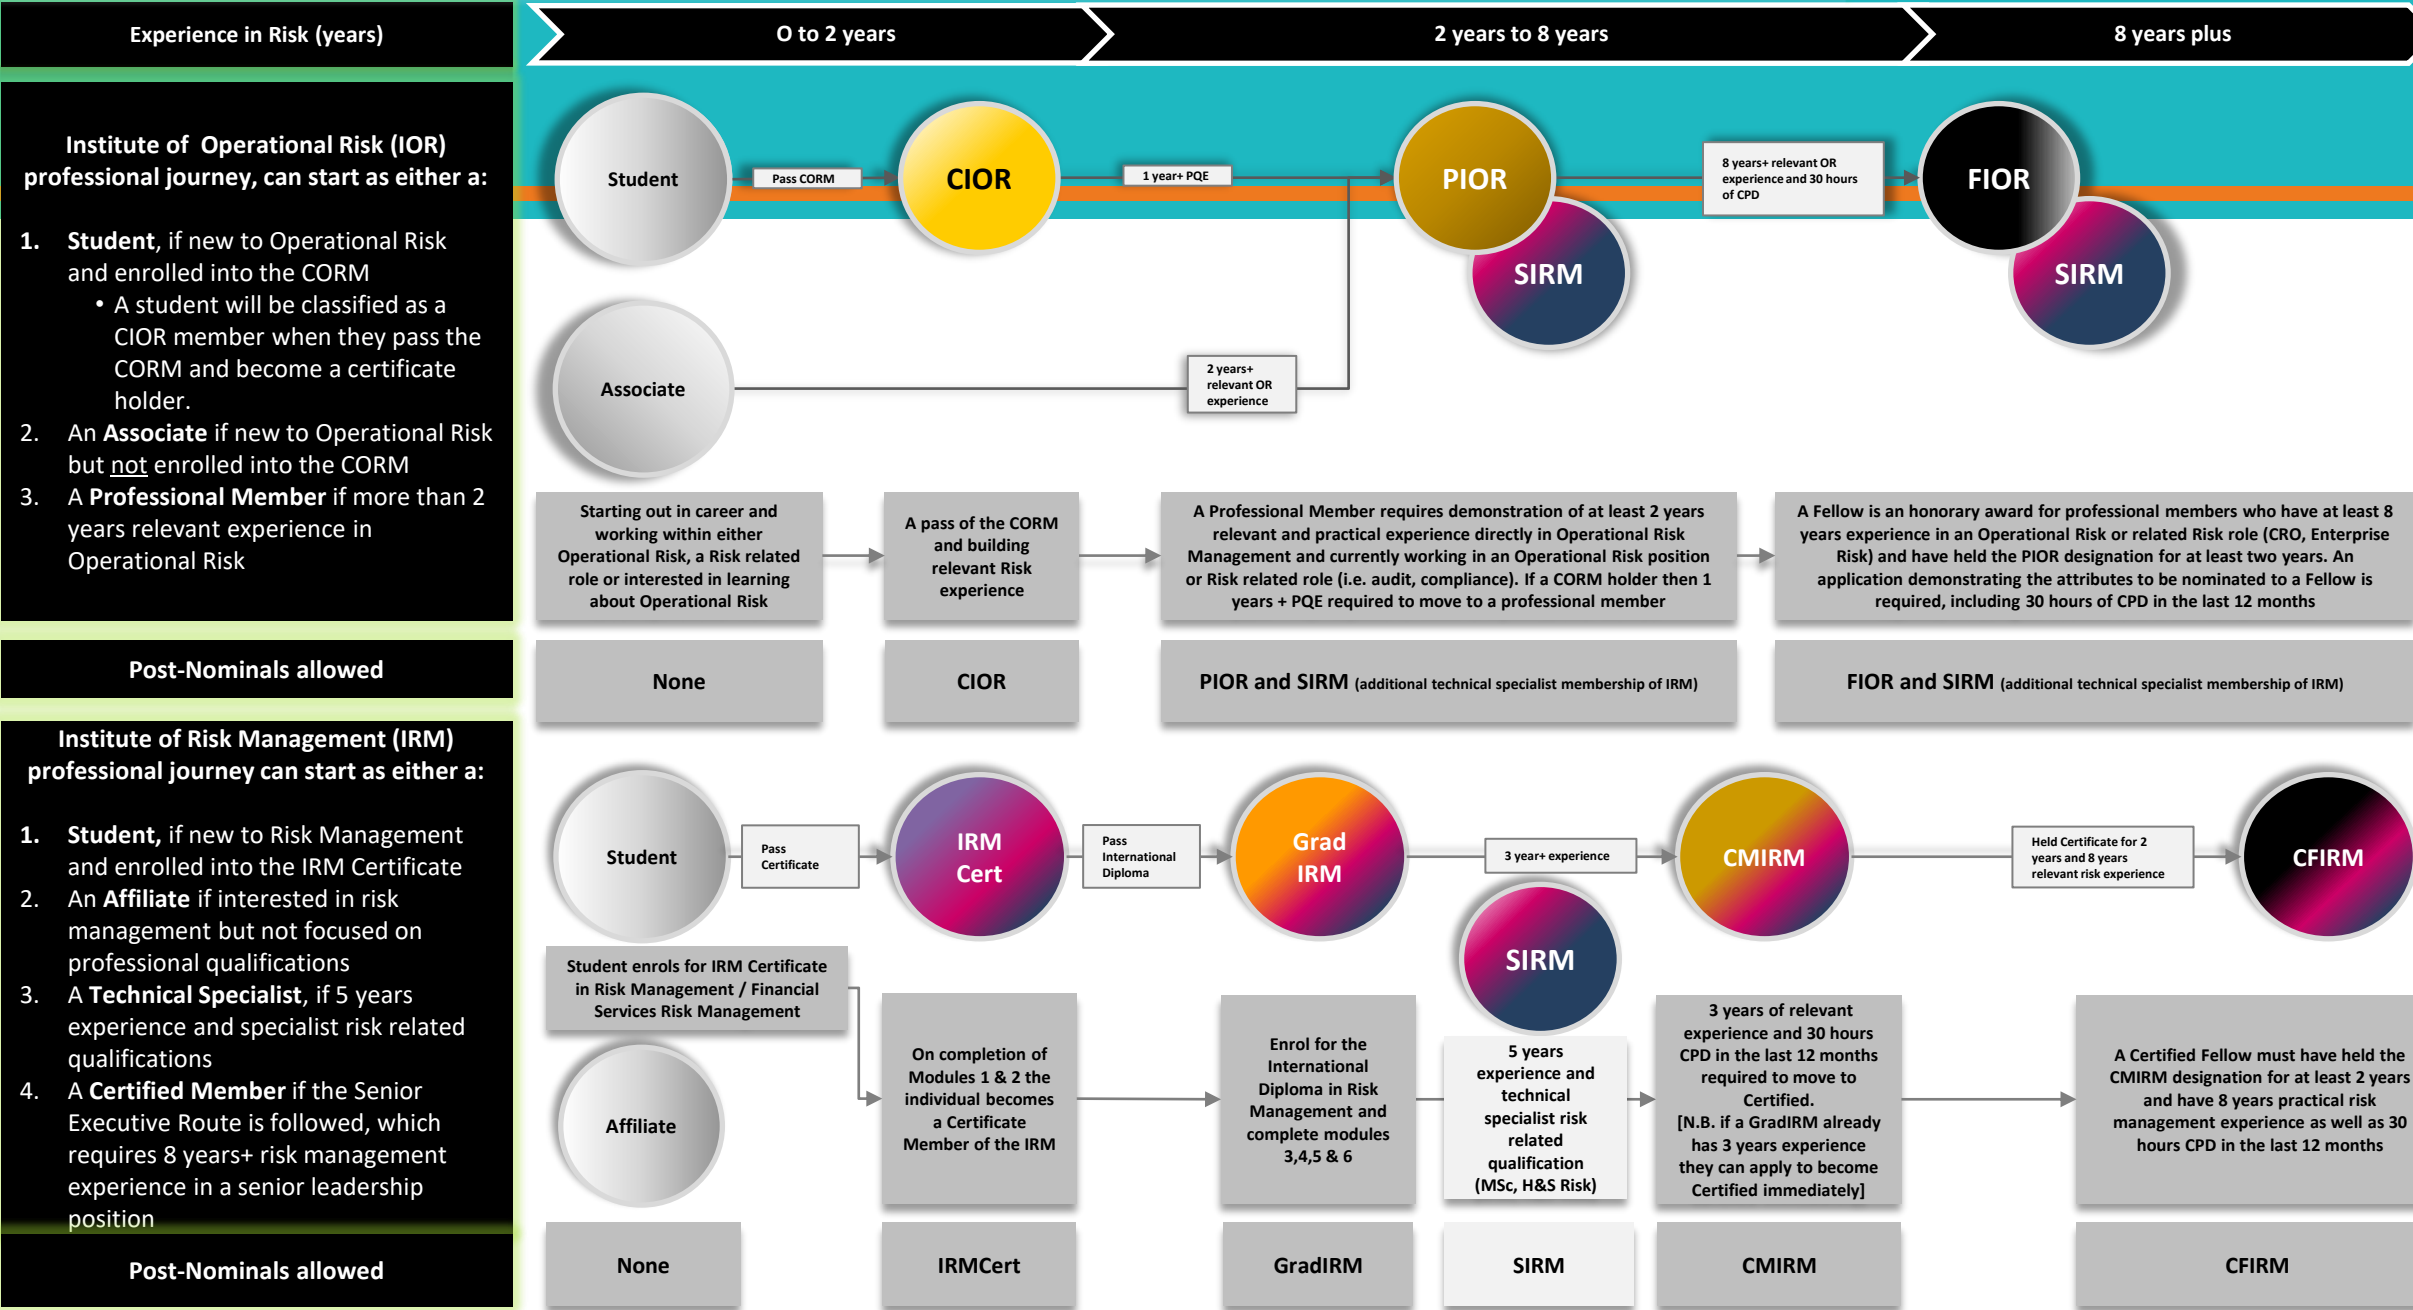 Experience in Risk (years)
O to 2 years
2 years to 8 years
8 years plus
Institute of Operational Risk (IOR)
professional journey, can start as either a:
1. Student, if new to Operational Risk
and enrolled into the CORM
• A student will be classified as a
CIOR member when they pass the
CORM and become a certificate
holder.
2. An Associate if new to Operational Risk
but not enrolled into the CORM
3. A Professional Member if more than 2
years relevant experience in
Operational Risk
Student
Pass CORM
CIOR
1 year+ PQE
PIOR
SIRM
8 years+ relevant OR
experience and 30 hours
of CPD
FIOR
SIRM
Associate
2 years+
relevant OR
experience
Starting out in career and
working within either
Operational Risk, a Risk related
role or interested in learning
about Operational Risk
A pass of the CORM
and building
relevant Risk
experience
A Professional Member requires demonstration of at least 2 years
relevant and practical experience directly in Operational Risk
Management and currently working in an Operational Risk position
or Risk related role (i.e. audit, compliance). If a CORM holder then 1
years + PQE required to move to a professional member
A Fellow is an honorary award for professional members who have at least 8
years experience in an Operational Risk or related Risk role (CRO, Enterprise
Risk) and have held the PIOR designation for at least two years. An
application demonstrating the attributes to be nominated to a Fellow is
required, including 30 hours of CPD in the last 12 months
Post-Nominals allowed
None
CIOR
PIOR and SIRM (additional technical specialist membership of IRM)
FIOR and SIRM (additional technical specialist membership of IRM)
Institute of Risk Management (IRM)
professional journey can start as either a:
1. Student, if new to Risk Management
and enrolled into the IRM Certificate
2. An Affiliate if interested in risk
management but not focused on
professional qualifications
3. A Technical Specialist, if 5 years
experience and specialist risk related
qualifications
4. A Certified Member if the Senior
Executive Route is followed, which
requires 8 years+ risk management
experience in a senior leadership
position
Student
Pass
Certificate
IRM
Cert
Pass
International
Diploma
Grad
IRM
3 year+ experience
SIRM
CMIRM
Held Certificate for 2
years and 8 years
relevant risk experience
CFIRM
Student enrols for IRM Certificate
in Risk Management / Financial
Services Risk Management
Affiliate
On completion of
Modules 1 & 2 the
individual becomes
a Certificate
Member of the IRM
Enrol for the
International
Diploma in Risk
Management and
complete modules
3,4,5 & 6
5 years
experience and
technical
specialist risk
related
qualification
(MSc, H&S Risk)
3 years of relevant
experience and 30 hours
CPD in the last 12 months
required to move to
Certified.
[N.B. if a GradIRM already
has 3 years experience
they can apply to become
Certified immediately]
A Certified Fellow must have held the
CMIRM designation for at least 2 years
and have 8 years practical risk
management experience as well as 30
hours CPD in the last 12 months
Post-Nominals allowed
None
IRMCert
GradIRM
SIRM
CMIRM
CFIRM